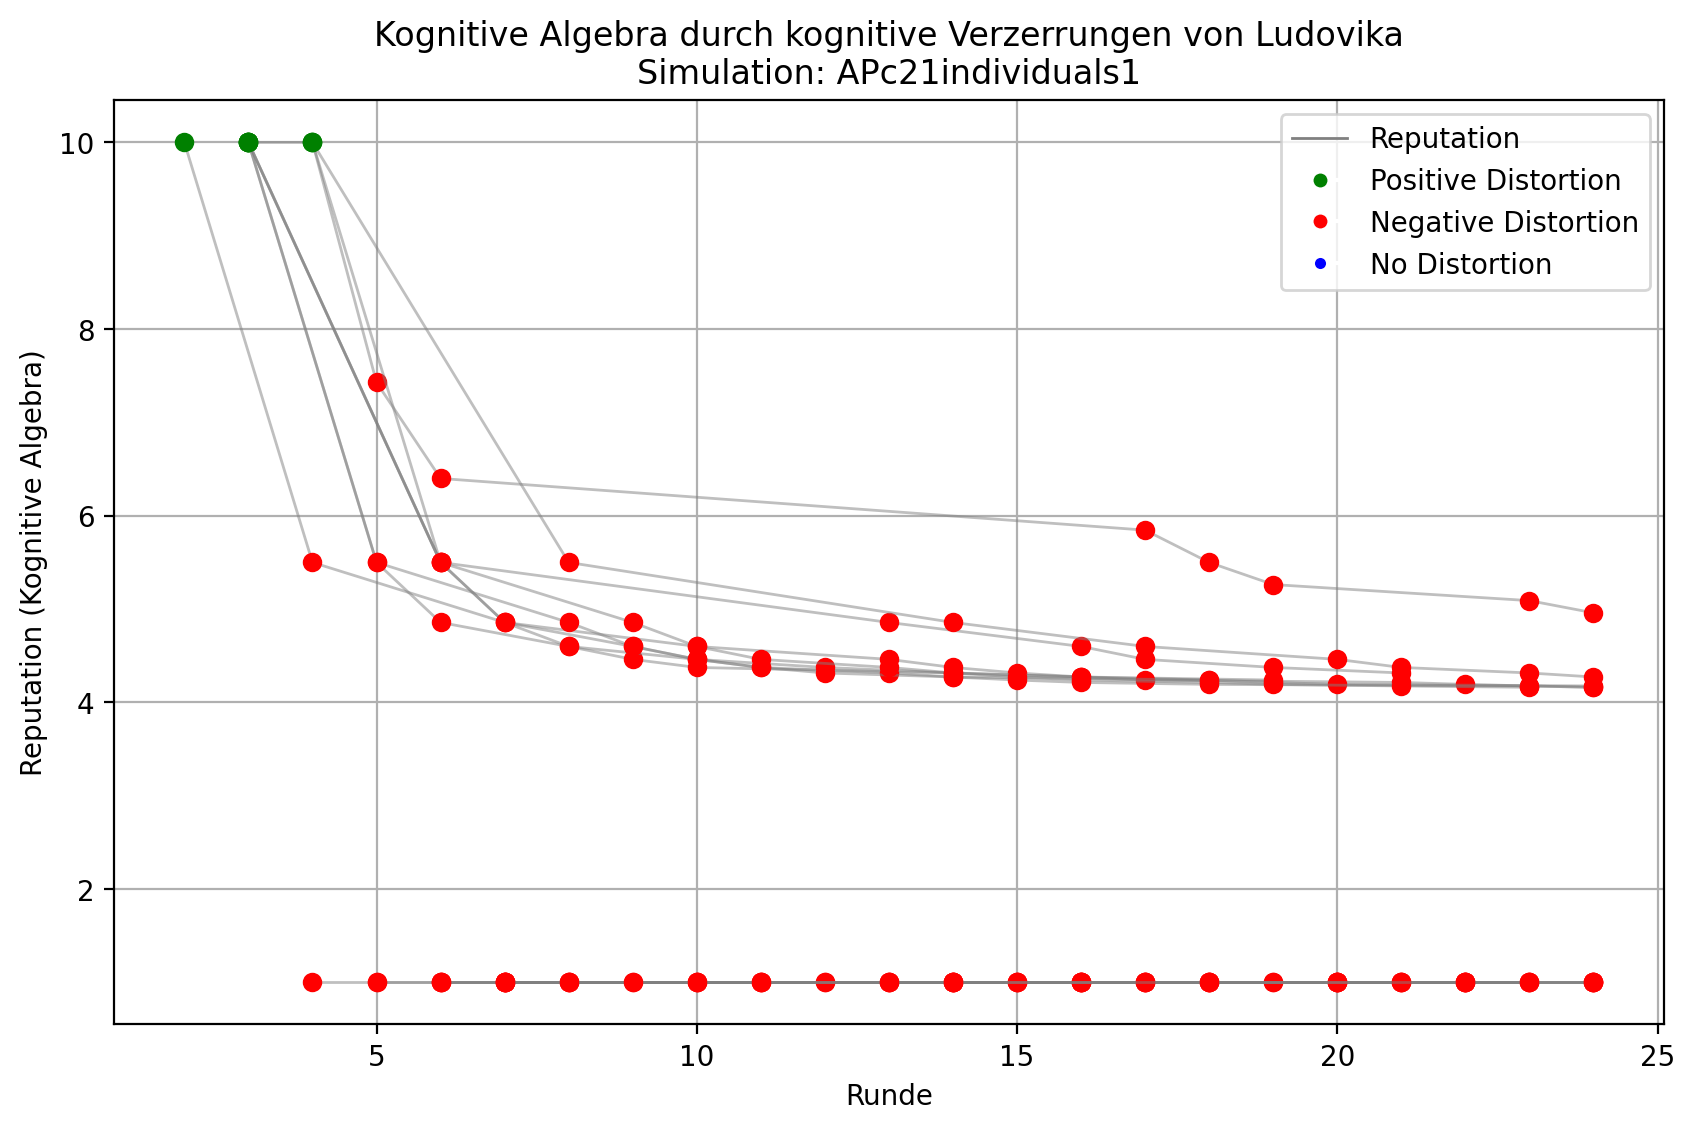 Kognitive Algebra durch kognitive Verzerrungen von Ludovika
Simulation: APc21individuals1
Reputation
Positive Distortion
Negative Distortion
No Distortion
Reputation (Kognitive Algebra)
10
8
6
4
2
5
10
15
20
25
Runde